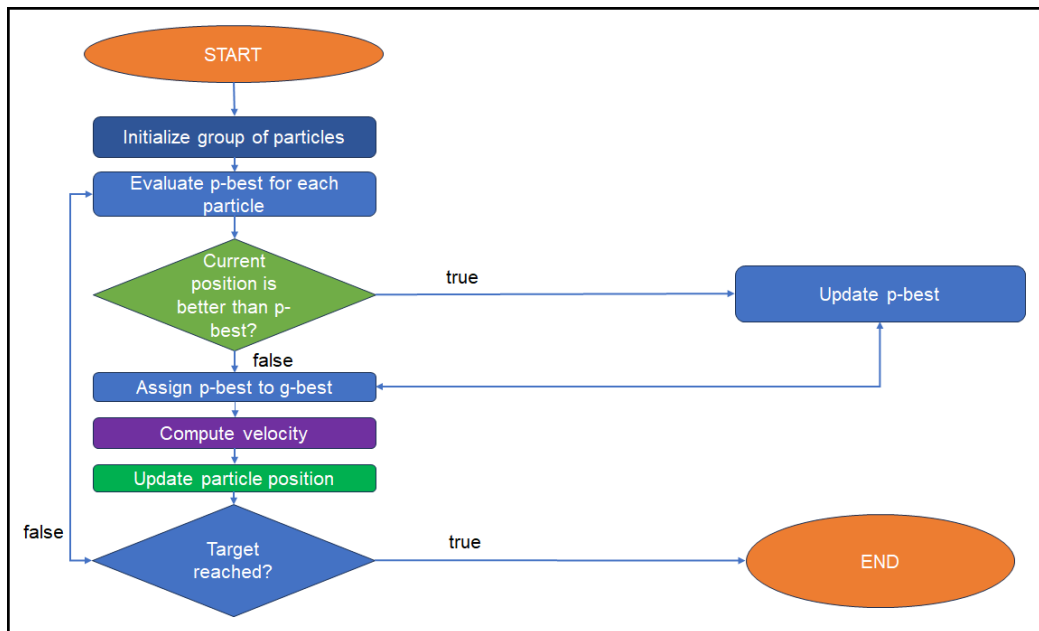 START
Initialize group of particles
Evaluate p-best for each
particle
Current
position is
better than p-
best?
true
Update p-best
false
Assign p-best to g-best
Compute velocity
Update particle position
false
Target
reached?
true
END